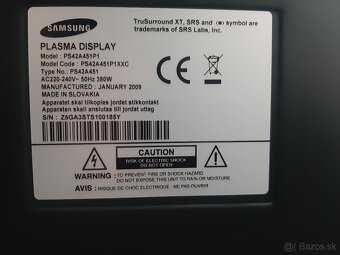 SAMSUNG
PLASMA DISPLAY
Model : PS42A451P1
Model Code : PS42A451P1XXC
Type No. : PS42A451
AC220-240V~ 50Hz 380W
MANUFACTURED : JANUARY 2009
MADE IN SLOVAKIA
Apparatet skal tilkoples jordet stikkontakt
Apparaten skall anslutas till jordat uttag
S/N : Z5GA3STS100185Y
TruSurround XT, SRS and (●) symbol are
trademarks of SRS Labs, Inc.
CE
CAUTION
RISK OF ELECTRIC SHOCK
DO NOT OPEN
WARNING : TO PREVENT FIRE OR SHOCK HAZARD
DO NOT EXPOSE TO RAIN OR MOISTURE
AVIS : RISQUE DE CHOC ELECTRIQUE NE PAS OUVRIR
Bazos.sk